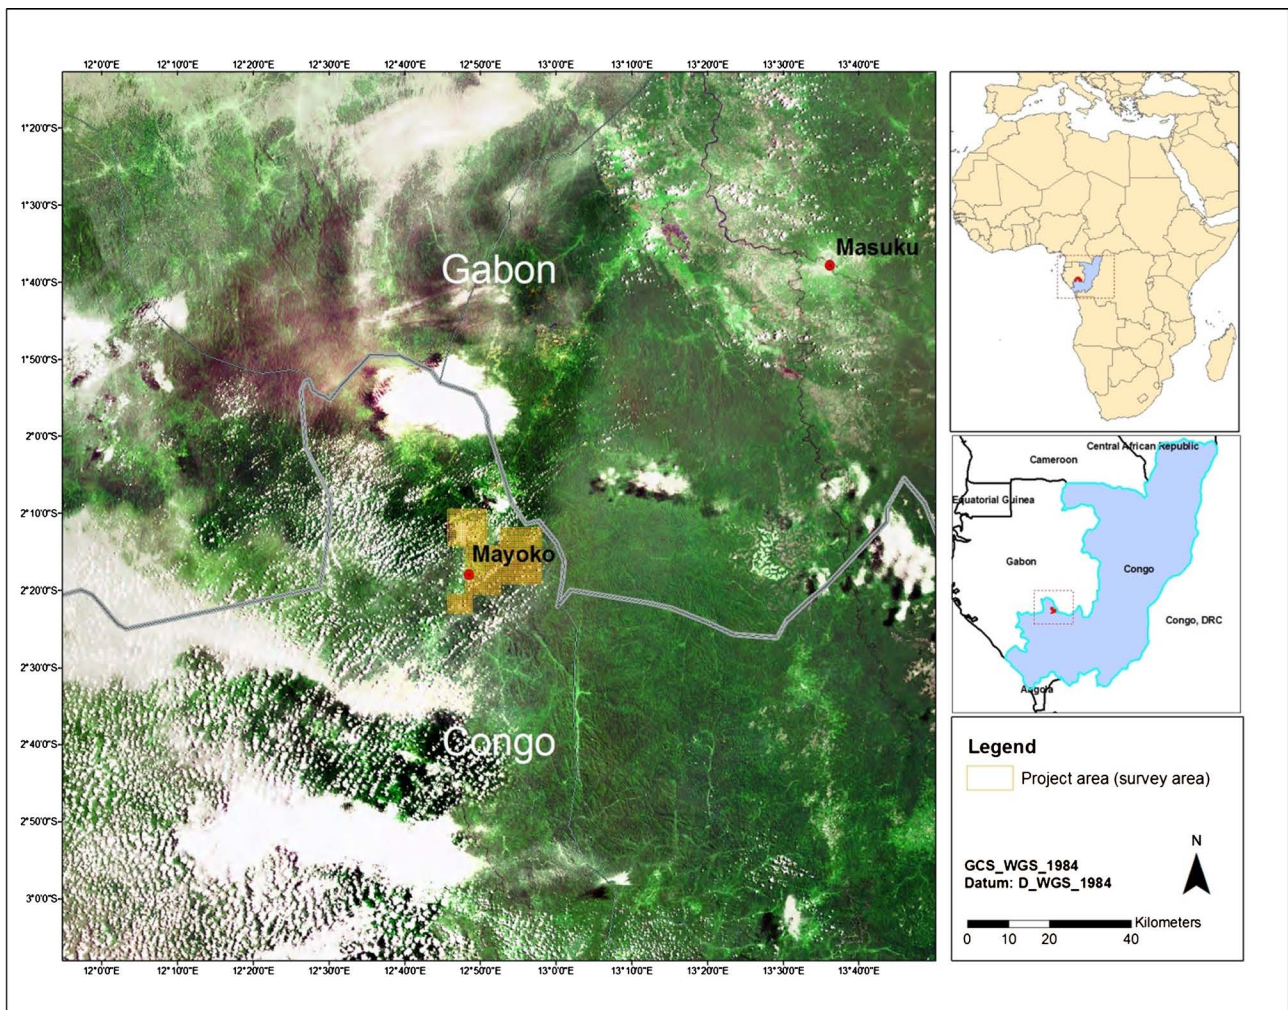 12°0'0"E 12°10'0"E 12°20'0"E 12°30'0"E 12°40'0"E 12°50'0"E 13°0'0"E 13°10'0"E 13°20'0"E 13°30'0"E 13°40'0"E
1°20'0"S
1°30'0"S
1°40'0"S
1°50'0"S
2°0'0"S
2°10'0"S
2°20'0"S
2°30'0"S
2°40'0"S
2°50'0"S
3°0'0"S
Masuku
Gabon
Mayoko
Congo
12°0'0"E 12°10'0"E 12°20'0"E 12°30'0"E 12°40'0"E 12°50'0"E 13°0'0"E 13°10'0"E 13°20'0"E 13°30'0"E 13°40'0"E
Central African Republic
Cameroon
Equatorial Guinea
Gabon
Congo
Congo, DRC
Angola
Legend
Project area (survey area)
N
GCS_WGS_1984
Datum: D_WGS_1984
Kilometers
0 10 20 40